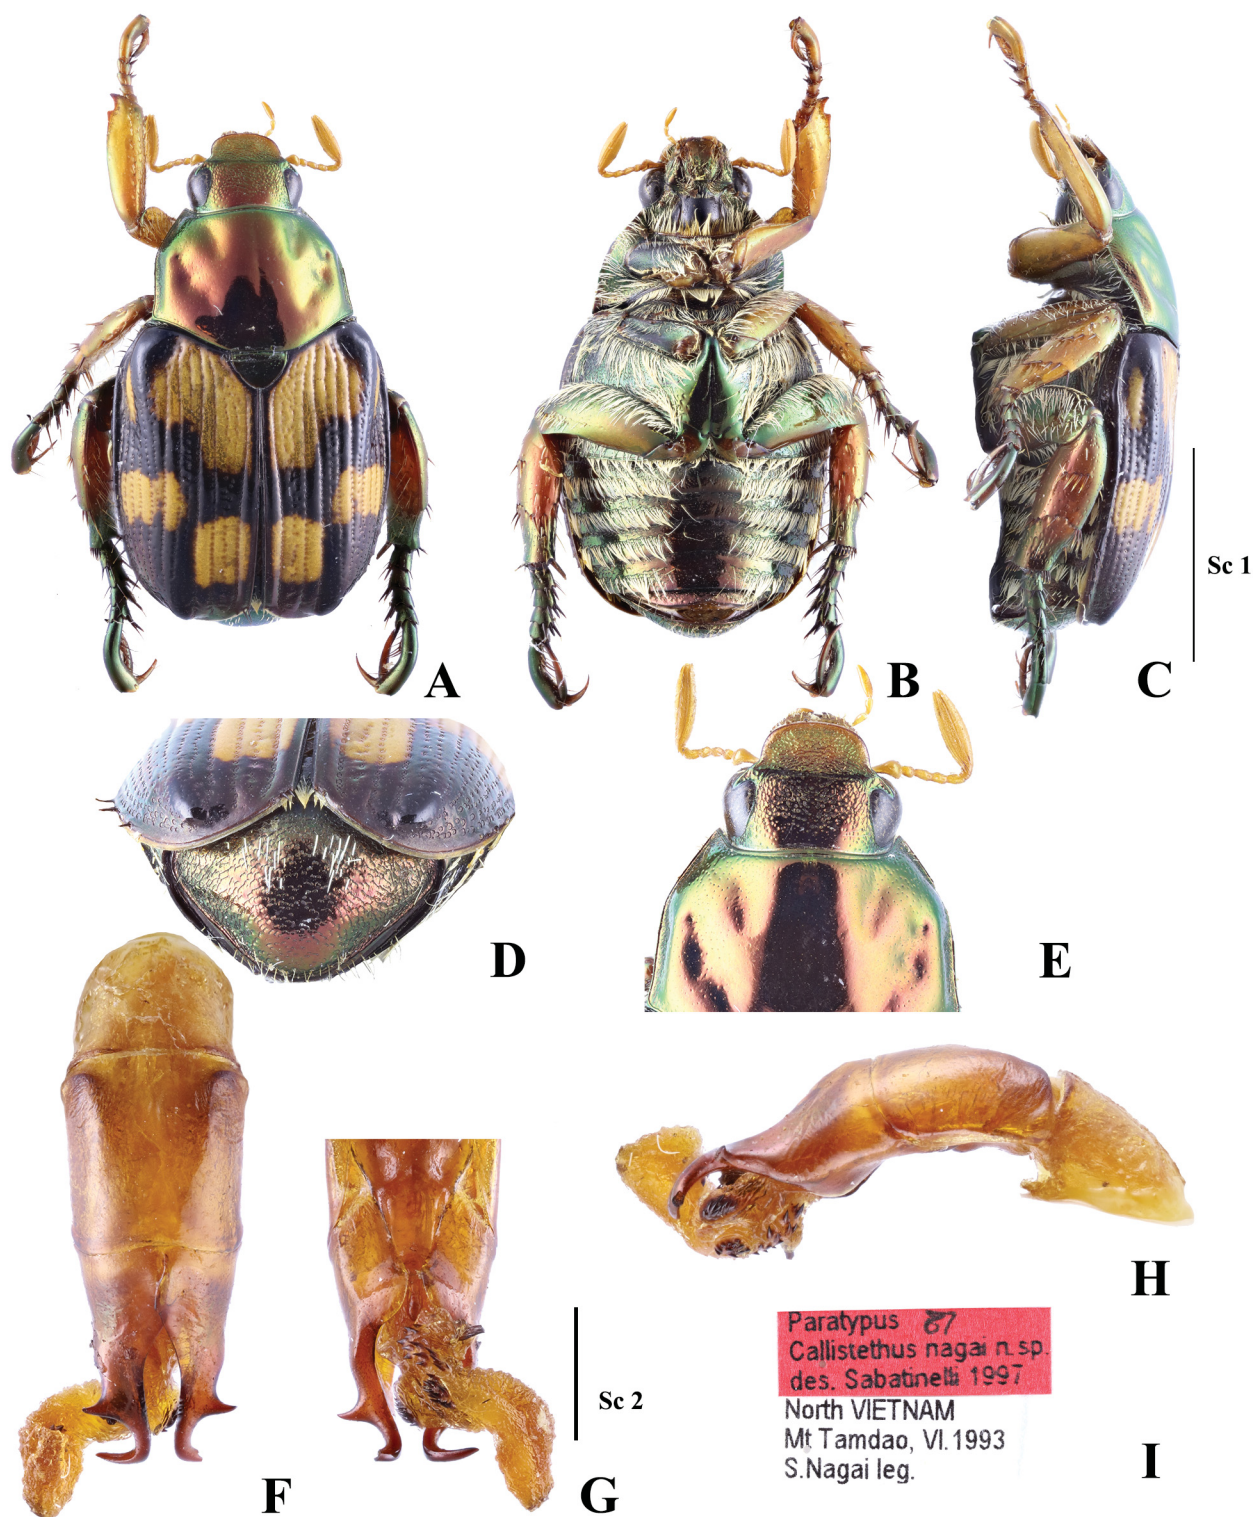 A
B
C
Sc 1
D
E
F
G
Sc 2
H
Paratypus
Callistethus nagai n.sp.
des. Sabatinelli 1997
North VIETNAM
Mt Tamdao, VI.1993
S.Nagai leg.
I